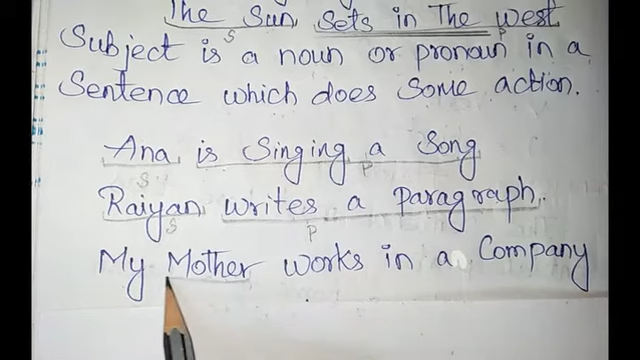 The Sun Sets in The west
S P
Subject is a noun or pronoun in a
Sentence which does Some action.
Ana is Singing a Song
S P
Raiyan writes a paragraph.
S P
My Mother works in a Company